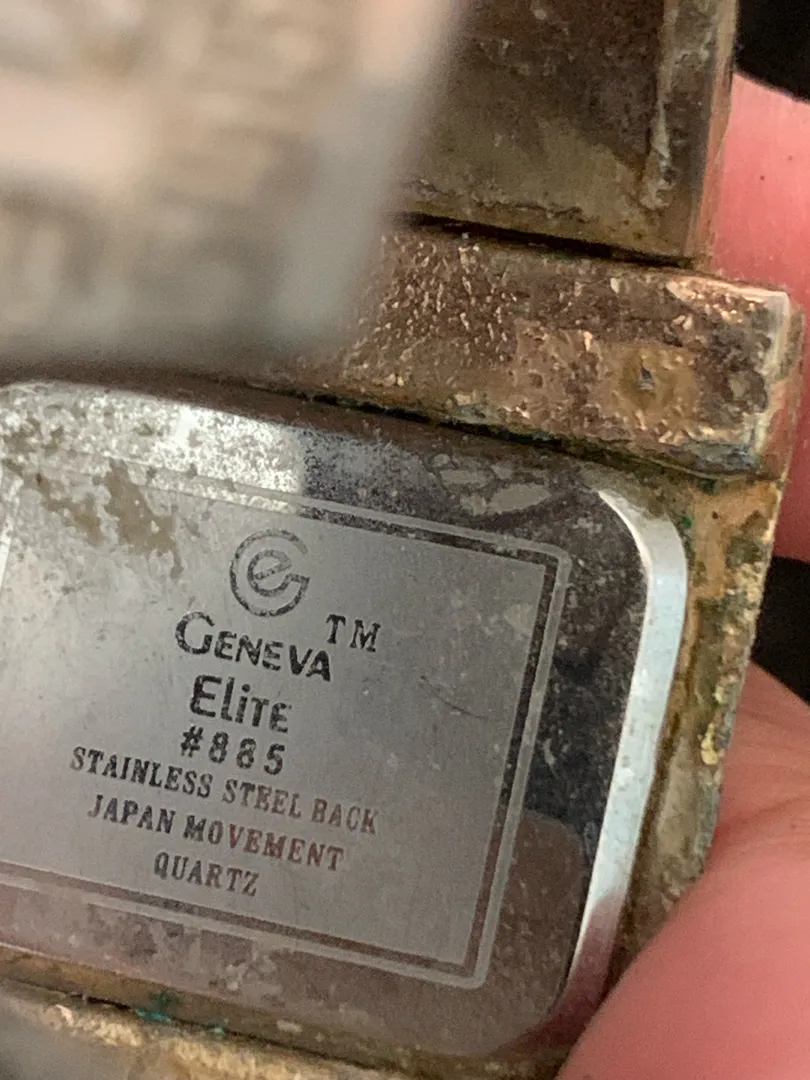 GENEVA TM
ELITE
#885
STAINLESS STEEL BACK
JAPAN MOVEMENT
QUARTZ